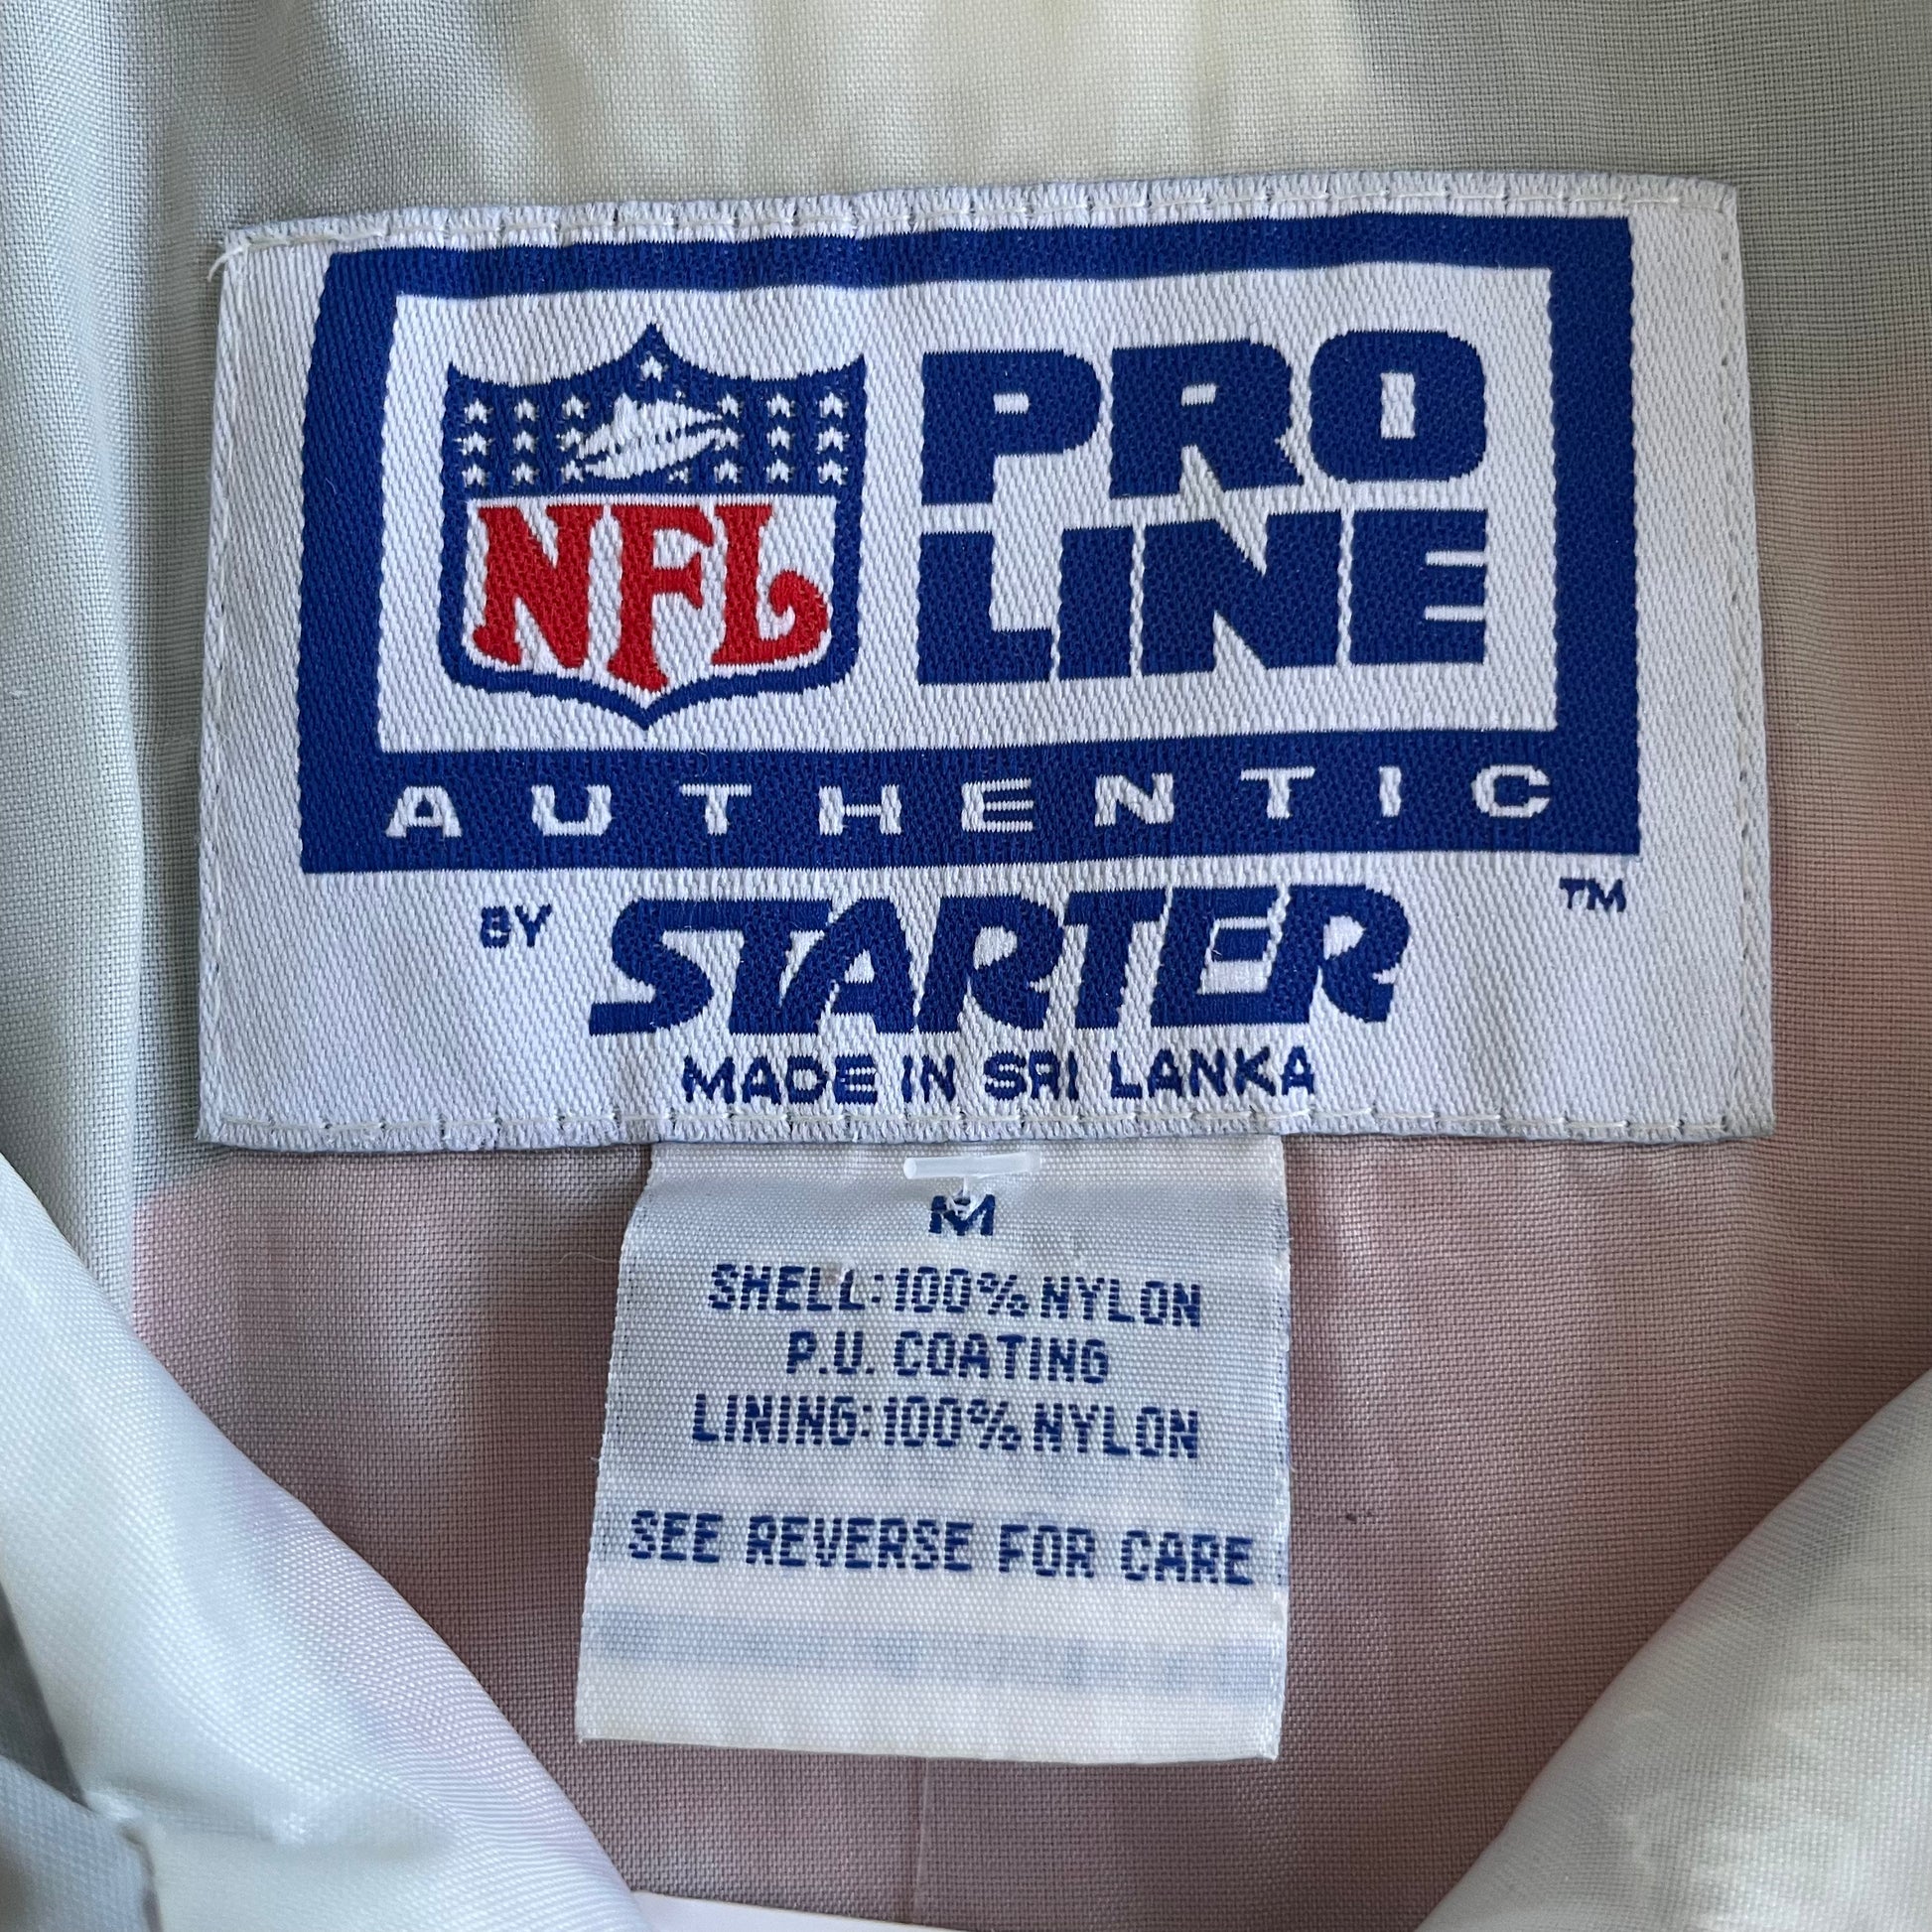 NFL
PRO
LINE
AUTHENTIC
BY STARTER TM
MADE IN SRI LANKA
M
SHELL:100% NYLON
P.U. COATING
LINING:100% NYLON
SEE REVERSE FOR CARE